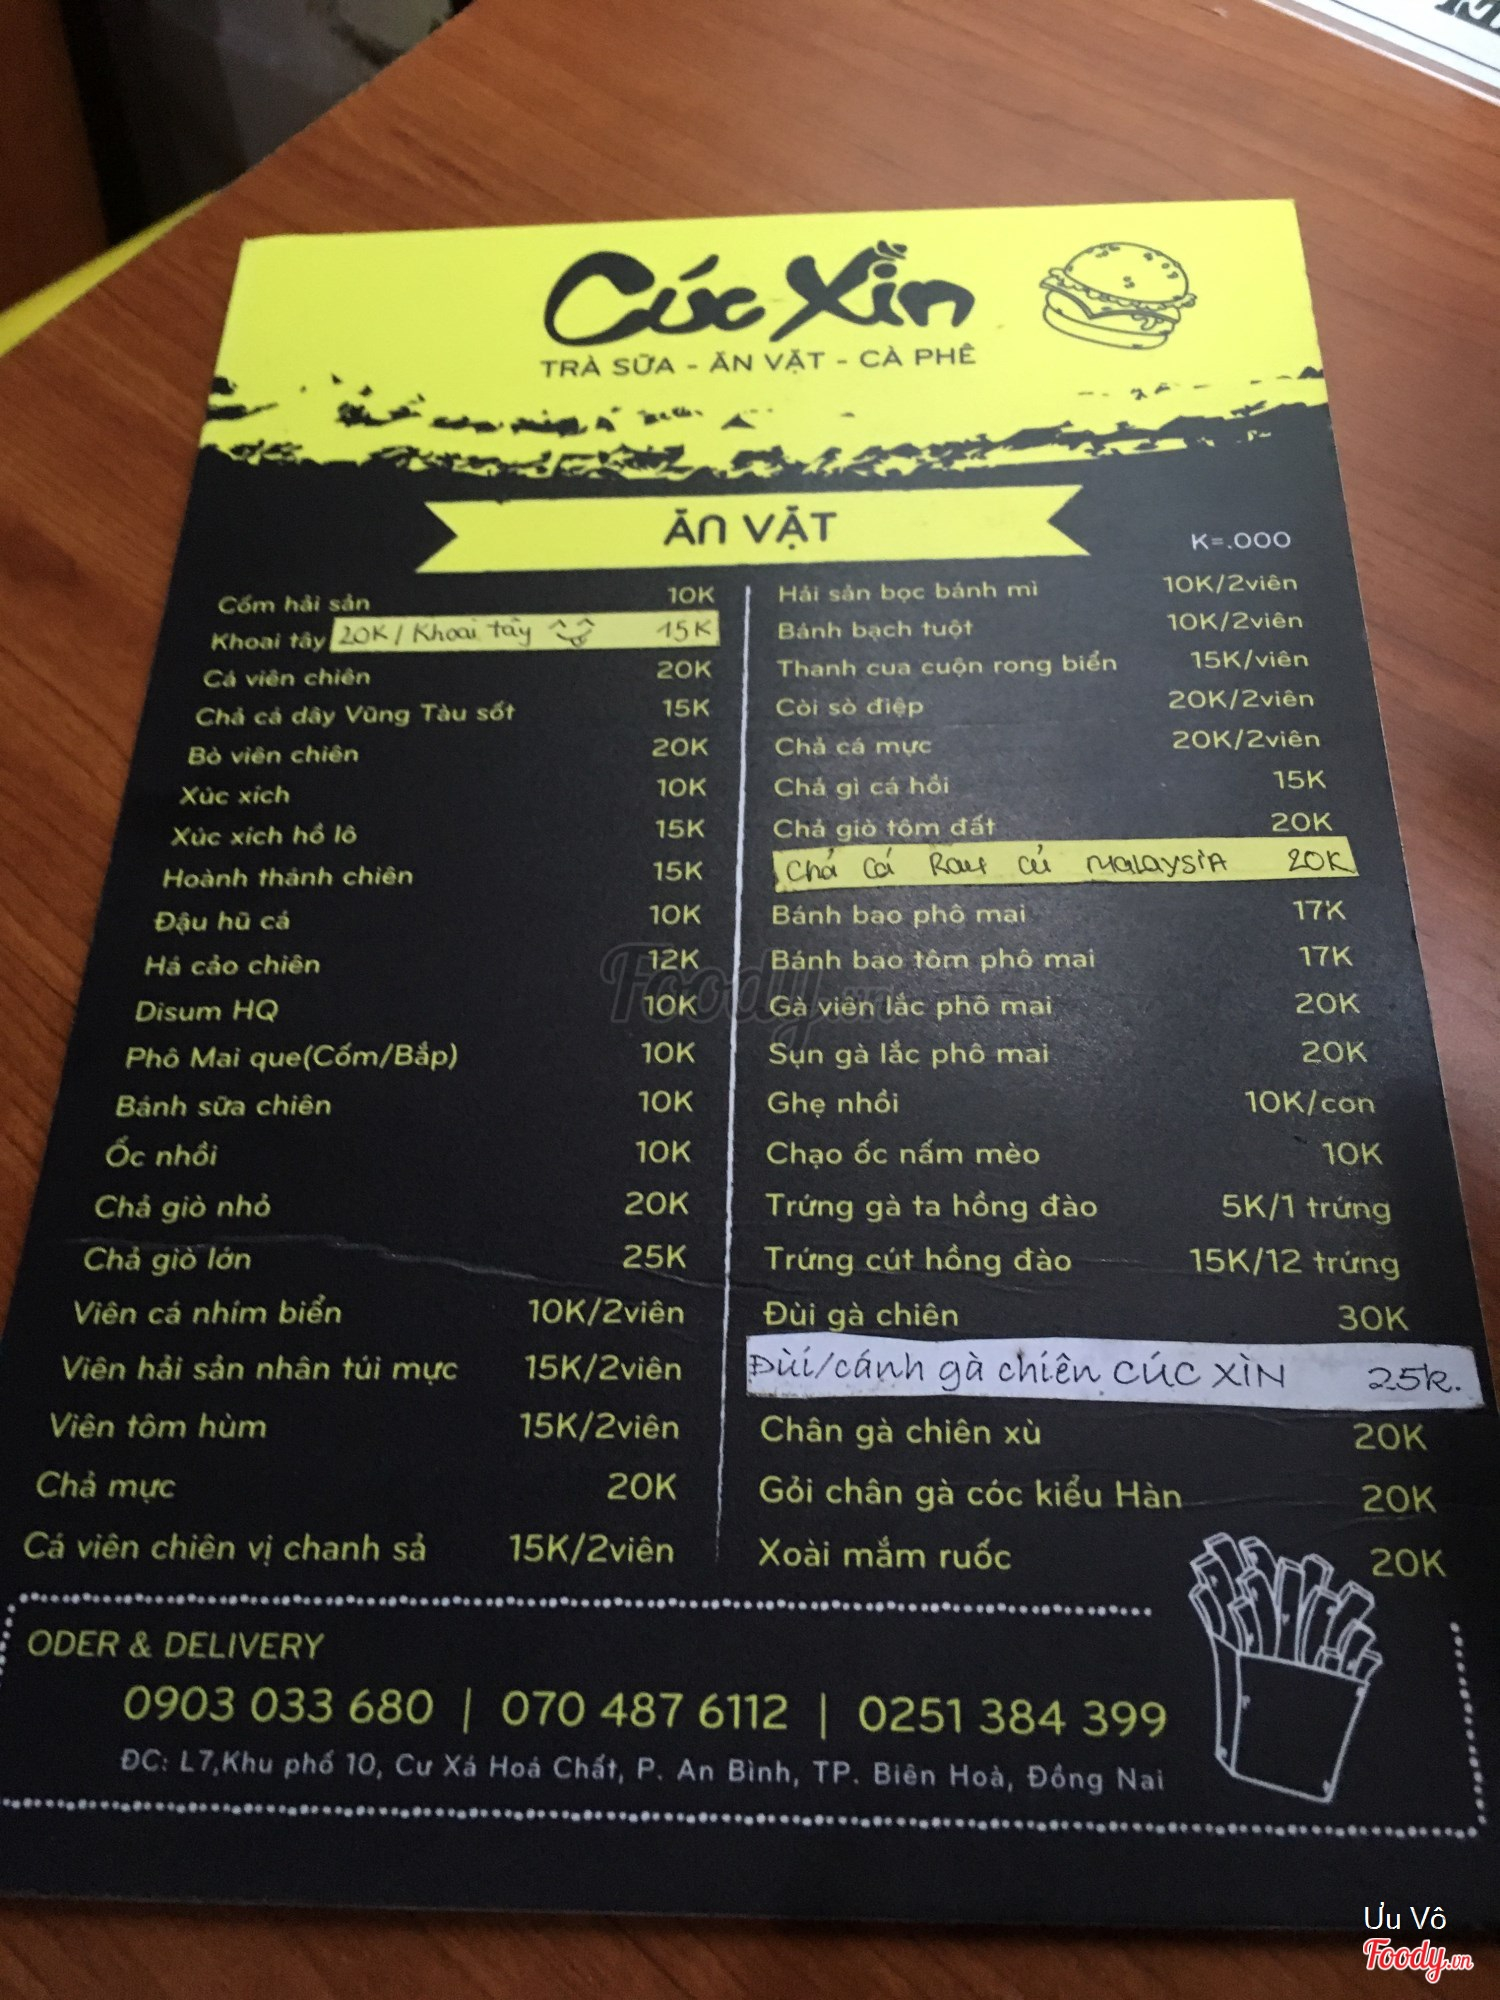 Cúc Xìn
TRÀ SỮA - ĂN VẶT - CÀ PHÊ
ĂN VẶT
K=.000
Cốm hải sản 10K
Khoai tây 20K / Khoai tây 15K
Cá viên chiên 20K
Chả cá dây Vũng Tàu sốt 15K
Bò viên chiên 20K
Xúc xích 10K
Xúc xích hồ lô 15K
Hoành thánh chiên 15K
Đậu hũ cá 10K
Há cảo chiên 12K
Disum HQ 10K
Phô Mai que(Cốm/Bắp) 10K
Bánh sữa chiên 10K
Ốc nhồi 10K
Chả giò nhỏ 20K
Chả giò lớn 25K
Viên cá nhím biển 10K/2viên
Viên hải sản nhân túi mực 15K/2viên
Viên tôm hùm 15K/2viên
Chả mực 20K
Cá viên chiên vị chanh sả 15K/2viên
Hải sản bọc bánh mì 10K/2viên
Bánh bạch tuột 10K/2viên
Thanh cua cuộn rong biển 15K/viên
Còi sò điệp 20K/2viên
Chả cá mực 20K/2viên
Chả gì cá hồi 15K
Chả giò tôm đất 20K
Chả cá Rau củ MALAYSIA 20K
Bánh bao phô mai 17K
Bánh bao tôm phô mai 17K
Gà viên lắc phô mai 20K
Sụn gà lắc phô mai 20K
Ghẹ nhồi 10K/con
Chạo ốc nấm mèo 10K
Trứng gà ta hồng đào 5K/1 trứng
Trứng cút hồng đào 15K/12 trứng
Đùi gà chiên 30K
Đùi/cánh gà chiên CÚC XÌN 25k.
Chân gà chiên xù 20K
Gỏi chân gà cóc kiểu Hàn 20K
Xoài mắm ruốc 20K
ODER & DELIVERY
0903 033 680 | 070 487 6112 | 0251 384 399
ĐC: L7,Khu phố 10, Cư Xá Hoá Chất, P. An Bình, TP. Biên Hoà, Đồng Nai
Foody.vn
Ưu Vô
Foody.vn